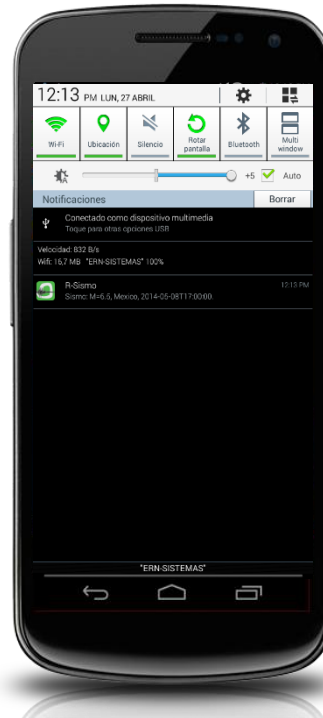 12:13 PM LUN, 27 ABRIL
Wi-Fi
Ubicación
Silencio
Rotar
pantalla
Bluetooth
Multi
window
+5
Auto
Notificaciones
Borrar
Conectado como dispositivo multimedia
Toque para otras opciones USB
Velocidad: 832 B/s
Wifi: 16,7 MB "ERN-SISTEMAS" 100%
R-Sismo
12:13 PM
Sismo: M=6.5, Mexico, 2014-05-08T17:00:00.
"ERN-SISTEMAS"